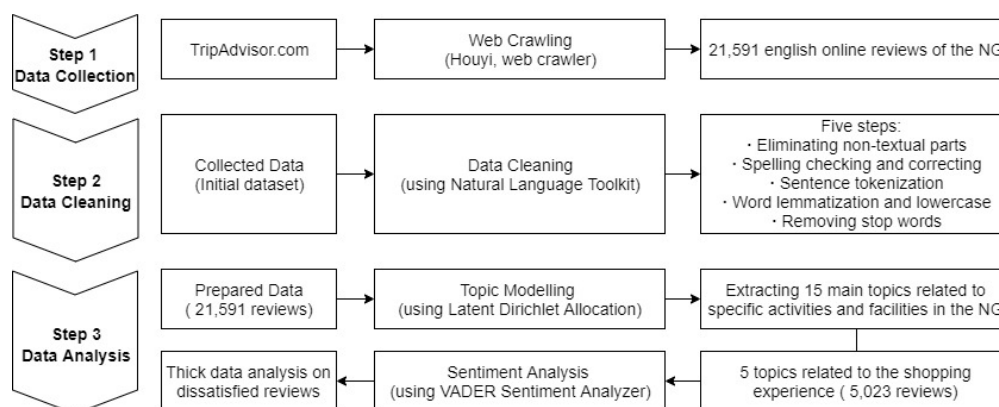 Step 1
Data Collection
TripAdvisor.com
Web Crawling
(Houyi, web crawler)
21,591 english online reviews of the NG
Step 2
Data Cleaning
Collected Data
(Initial dataset)
Data Cleaning
(using Natural Language Toolkit)
Five steps:
· Eliminating non-textual parts
· Spelling checking and correcting
· Sentence tokenization
· Word lemmatization and lowercase
· Removing stop words
Step 3
Data Analysis
Prepared Data
( 21,591 reviews)
Topic Modelling
(using Latent Dirichlet Allocation)
Extracting 15 main topics related to
specific activities and facilities in the NG
Thick data analysis on
dissatisfied reviews
Sentiment Analysis
(using VADER Sentiment Analyzer)
5 topics related to the shopping
experience ( 5,023 reviews)